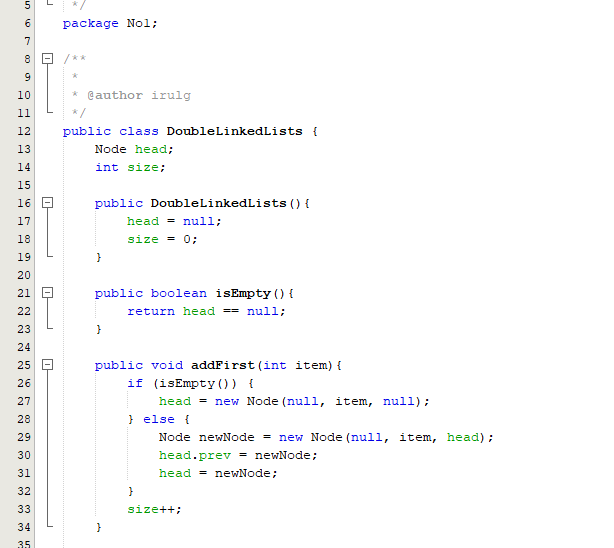 5 */
6 package No1;
7
8 /**
9 *
10 * @author irulg
11 */
12 public class DoubleLinkedLists {
13 Node head;
14 int size;
15
16 public DoubleLinkedLists(){
17 head = null;
18 size = 0;
19 }
20
21 public boolean isEmpty(){
22 return head == null;
23 }
24
25 public void addFirst(int item){
26 if (isEmpty()) {
27 head = new Node(null, item, null);
28 } else {
29 Node newNode = new Node(null, item, head);
30 head.prev = newNode;
31 head = newNode;
32 }
33 size++;
34 }
35